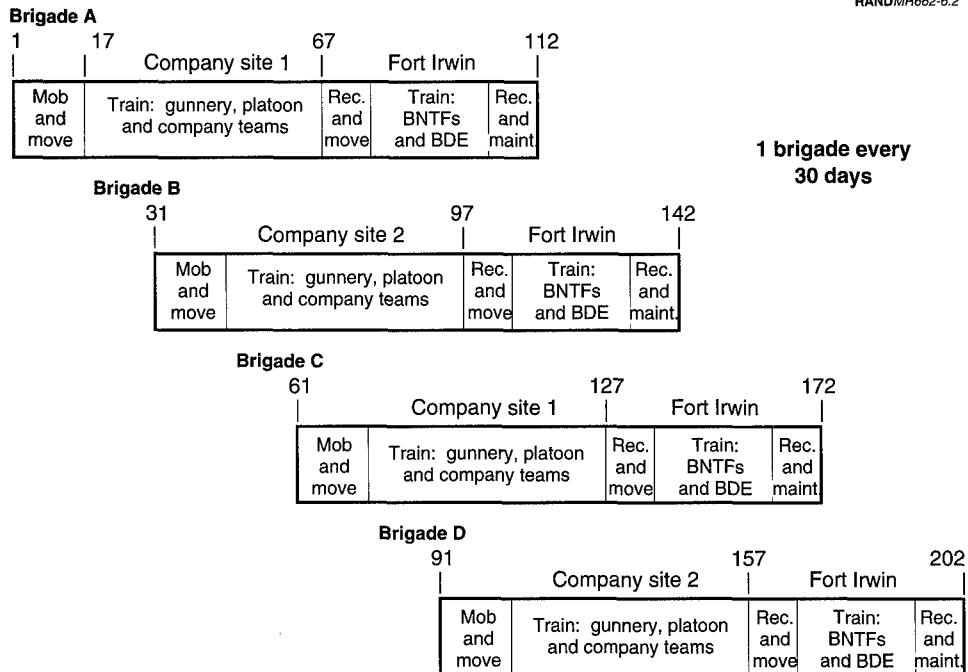 RANDMR662-6.2
Brigade A
1 17 67 112
Company site 1 Fort Irwin
Mob and move
Train: gunnery, platoon and company teams
Rec. and move
Train: BNTFs and BDE
Rec. and maint.
1 brigade every
30 days
Brigade B
31 97 142
Company site 2 Fort Irwin
Mob and move
Train: gunnery, platoon and company teams
Rec. and move
Train: BNTFs and BDE
Rec. and maint.
Brigade C
61 127 172
Company site 1 Fort Irwin
Mob and move
Train: gunnery, platoon and company teams
Rec. and move
Train: BNTFs and BDE
Rec. and maint.
Brigade D
91 157 202
Company site 2 Fort Irwin
Mob and move
Train: gunnery, platoon and company teams
Rec. and move
Train: BNTFs and BDE
Rec. and maint.